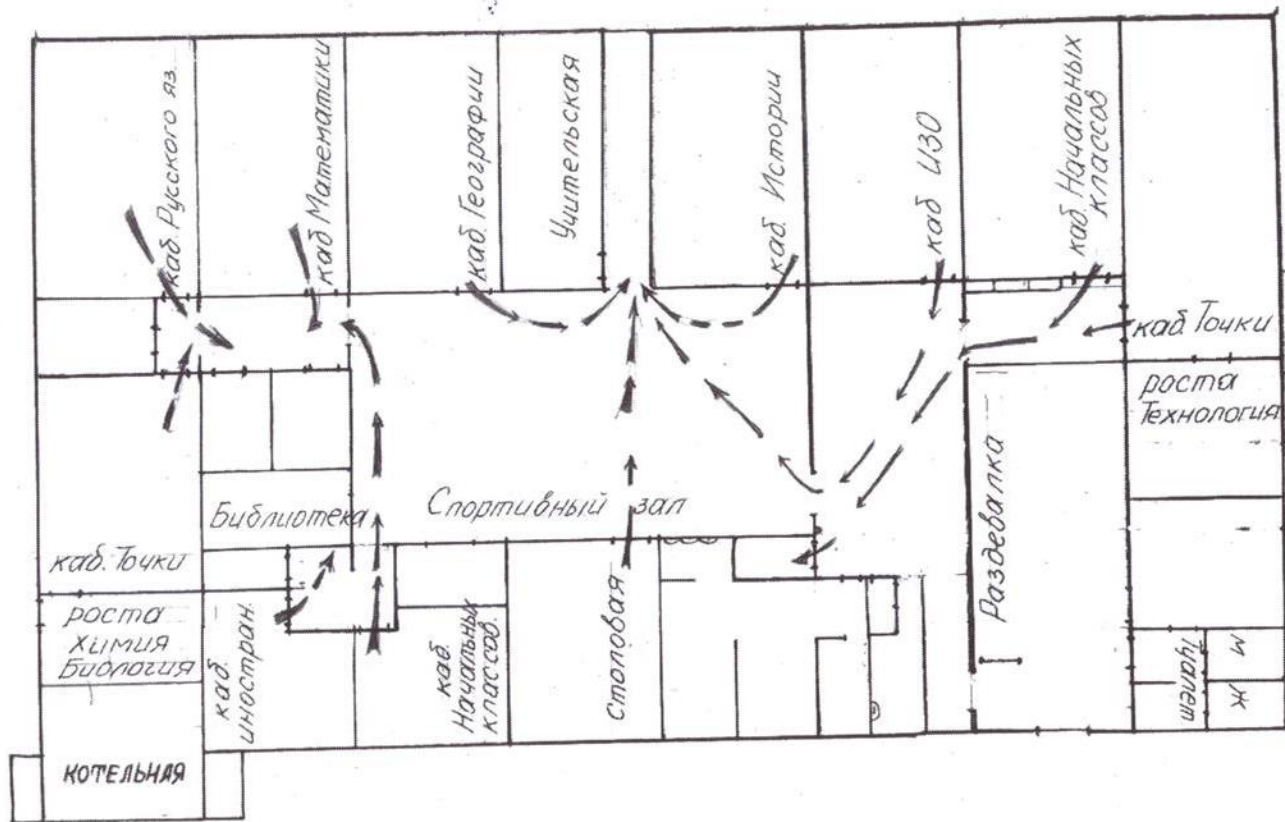 каб. Русского яз.
каб Математики
каб. Географии
Учительская
каб. Истории
каб ИЗО
каб. Начальных
классов
каб. Точки
роста
Технология
Библиотека
Спортивный зал
Раздевалка
каб. Точки
роста
Химия
Биология
каб.
иностран.
каб.
Начальных
классов.
Столовая
Туалет
М
Ж
КОТЕЛЬНАЯ